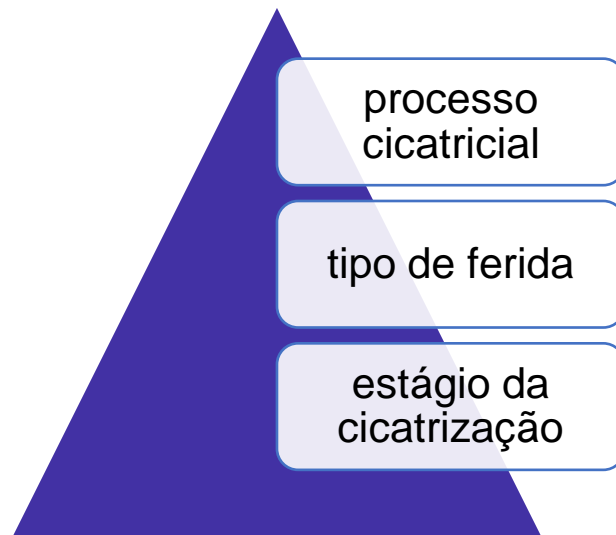 processo
cicatricial
tipo de ferida
estágio da
cicatrização